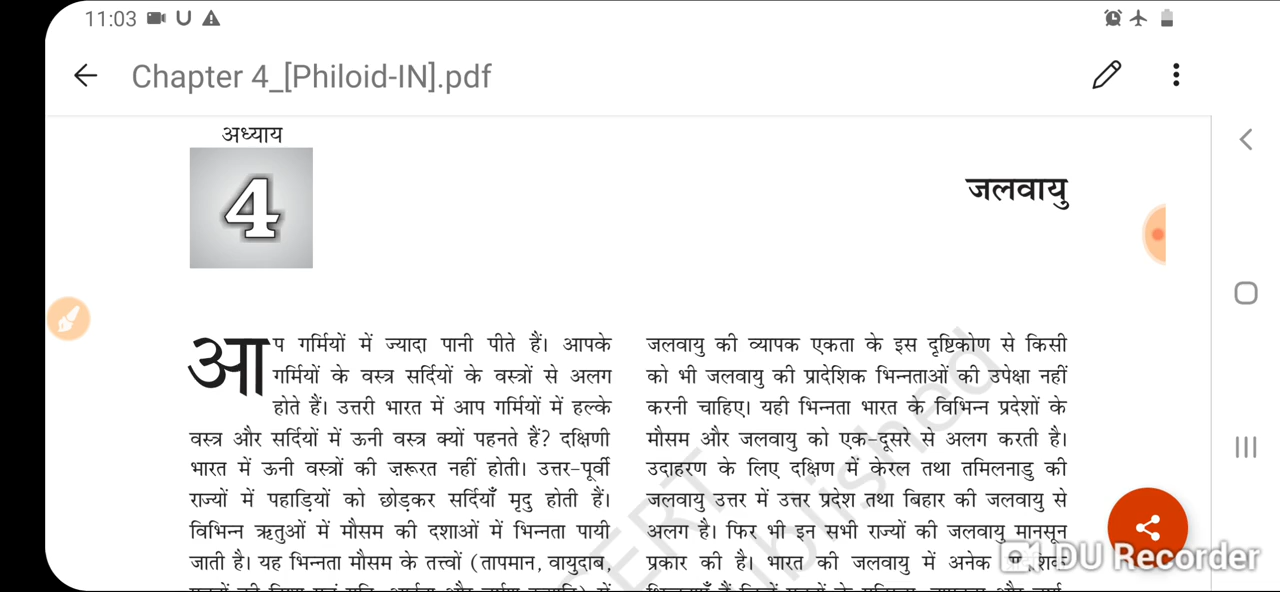 11:03
Chapter 4_[Philoid-IN].pdf
अध्याय
4
जलवायु
आप गर्मियों में ज्यादा पानी पीते हैं। आपके
गर्मियों के वस्त्र सर्दियों के वस्त्रों से अलग
होते हैं। उत्तरी भारत में आप गर्मियों में हल्के
वस्त्र और सर्दियों में ऊनी वस्त्र क्यों पहनते हैं? दक्षिणी
भारत में ऊनी वस्त्रों की ज़रूरत नहीं होती। उत्तर-पूर्वी
राज्यों में पहाड़ियों को छोड़कर सर्दियाँ मृदु होती हैं।
विभिन्न ऋतुओं में मौसम की दशाओं में भिन्नता पायी
जाती है। यह भिन्नता मौसम के तत्त्वों (तापमान, वायुदाब,
जलवायु की व्यापक एकता के इस दृष्टिकोण से किसी
को भी जलवायु की प्रादेशिक भिन्नताओं की उपेक्षा नहीं
करनी चाहिए। यही भिन्नता भारत के विभिन्न प्रदेशों के
मौसम और जलवायु को एक-दूसरे से अलग करती है।
उदाहरण के लिए दक्षिण में केरल तथा तमिलनाडु की
जलवायु उत्तर में उत्तर प्रदेश तथा बिहार की जलवायु से
अलग है। फिर भी इन सभी राज्यों की जलवायु मानसून
प्रकार की है। भारत की जलवायु में अनेक
DU Recorder